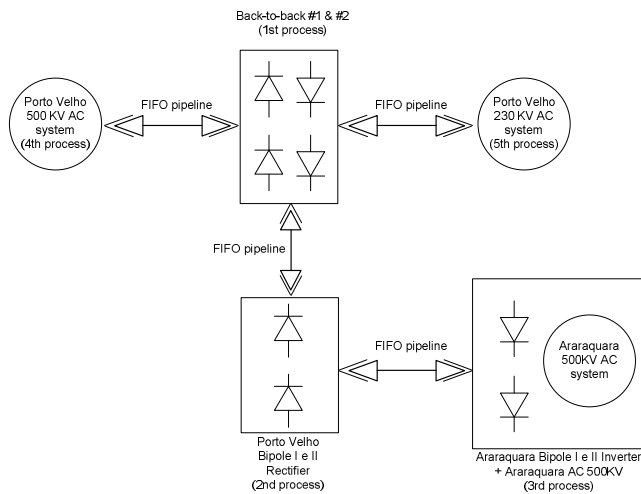 Back-to-back #1 & #2
(1st process)
Porto Velho
500 KV AC
system
(4th process)
FIFO pipeline
FIFO pipeline
Porto Velho
230 KV AC
system
(5th process)
FIFO pipeline
FIFO pipeline
Araraquara
500KV AC
system
Porto Velho
Bipole I e II
Rectifier
(2nd process)
Araraquara Bipole I e II Inverter
+ Araraquara AC 500KV
(3rd process)